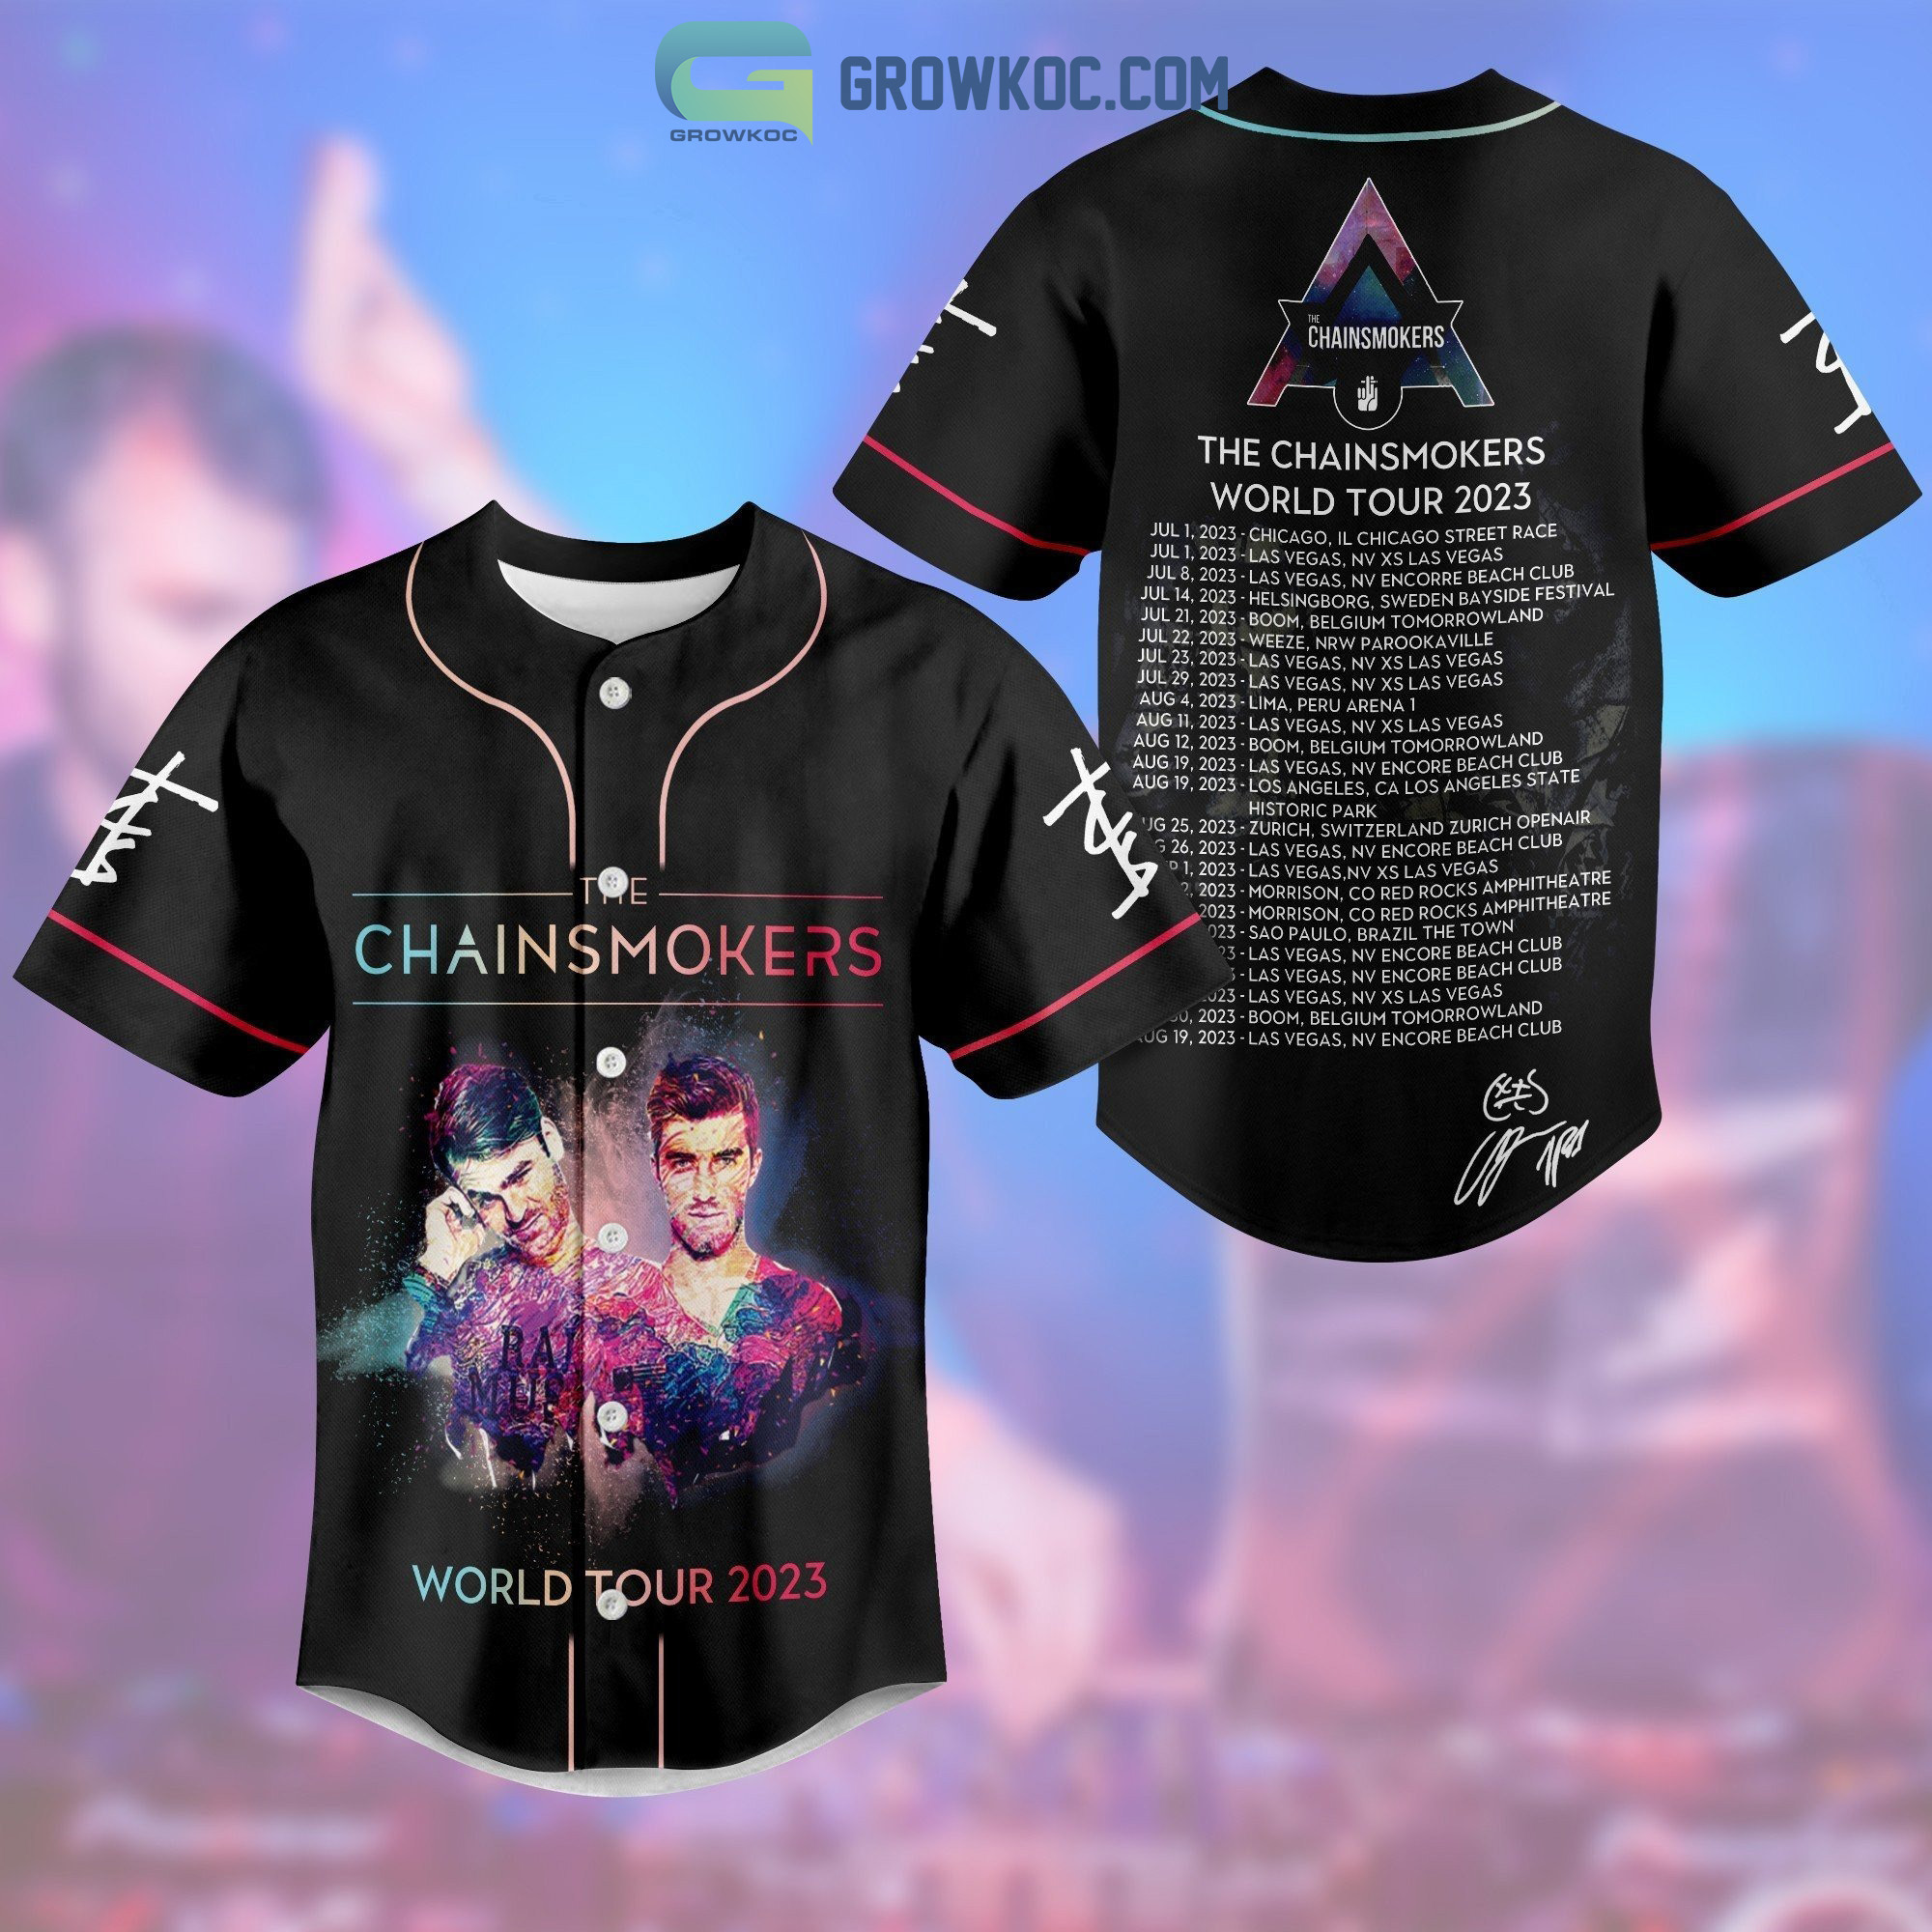 GROWKOC
GROWKOC.COM
THE
CHAINSMOKERS
THE CHAINSMOKERS
WORLD TOUR 2023
JUL 1, 2023 - CHICAGO, IL CHICAGO STREET RACE
JUL 1, 2023 - LAS VEGAS, NV XS LAS VEGAS
JUL 8, 2023 - LAS VEGAS, NV ENCORRE BEACH CLUB
JUL 14, 2023 - HELSINGBORG, SWEDEN BAYSIDE FESTIVAL
JUL 21, 2023 - BOOM, BELGIUM TOMORROWLAND
JUL 22, 2023 - WEEZE, NRW PAROOKAVILLE
JUL 23, 2023 - LAS VEGAS, NV XS LAS VEGAS
JUL 29, 2023 - LAS VEGAS, NV XS LAS VEGAS
AUG 4, 2023 - LIMA, PERU ARENA 1
AUG 11, 2023 - LAS VEGAS, NV XS LAS VEGAS
AUG 12, 2023 - BOOM, BELGIUM TOMORROWLAND
AUG 19, 2023 - LAS VEGAS, NV ENCORE BEACH CLUB
AUG 19, 2023 - LOS ANGELES, CA LOS ANGELES STATE
HISTORIC PARK
UG 25, 2023 - ZURICH, SWITZERLAND ZURICH OPENAIR
G 26, 2023 - LAS VEGAS, NV ENCORE BEACH CLUB
1, 2023 - LAS VEGAS,NV XS LAS VEGAS
2, 2023 - MORRISON, CO RED ROCKS AMPHITHEATRE
2023 - MORRISON, CO RED ROCKS AMPHITHEATRE
2023 - SAO PAULO, BRAZIL THE TOWN
23 - LAS VEGAS, NV ENCORE BEACH CLUB
23 - LAS VEGAS, NV ENCORE BEACH CLUB
2023 - LAS VEGAS, NV XS LAS VEGAS
2023 - BOOM, BELGIUM TOMORROWLAND
UG 19, 2023 - LAS VEGAS, NV ENCORE BEACH CLUB
THE
CHAINSMOKERS
RA
MUS
WORLD TOUR 2023